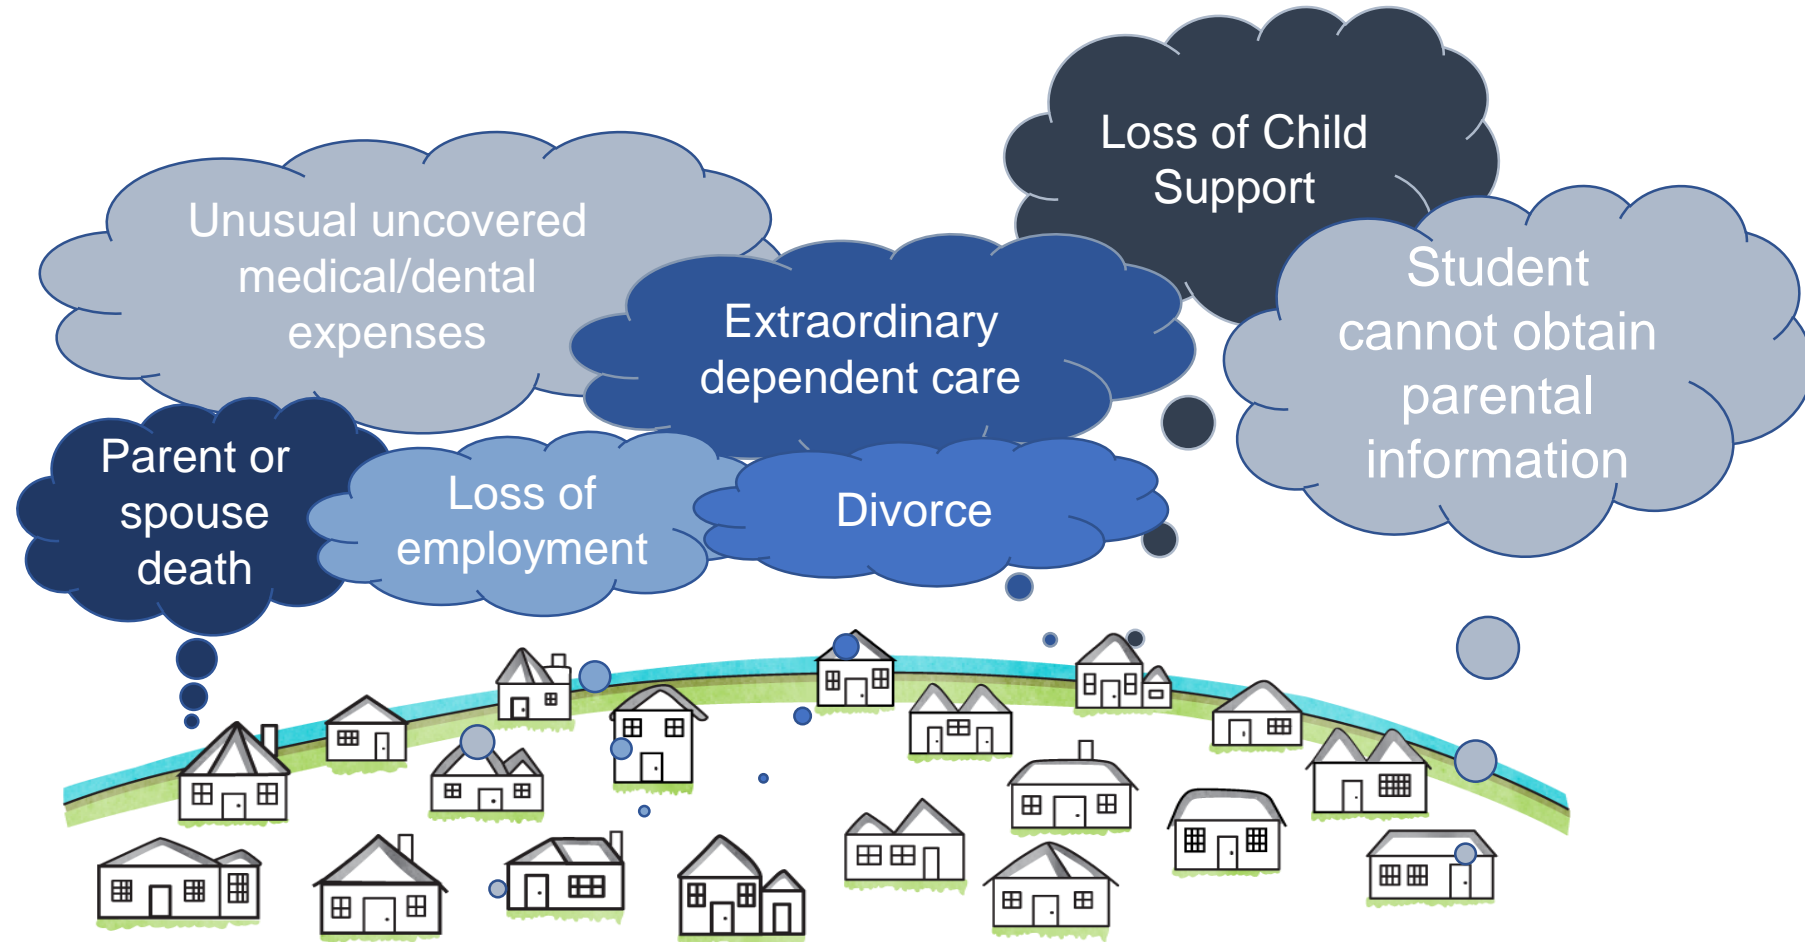 Loss of Child
Support
Unusual uncovered
medical/dental
expenses
Extraordinary
dependent care
Student
cannot obtain
parental
information
Parent or
spouse
death
Loss of
employment
Divorce